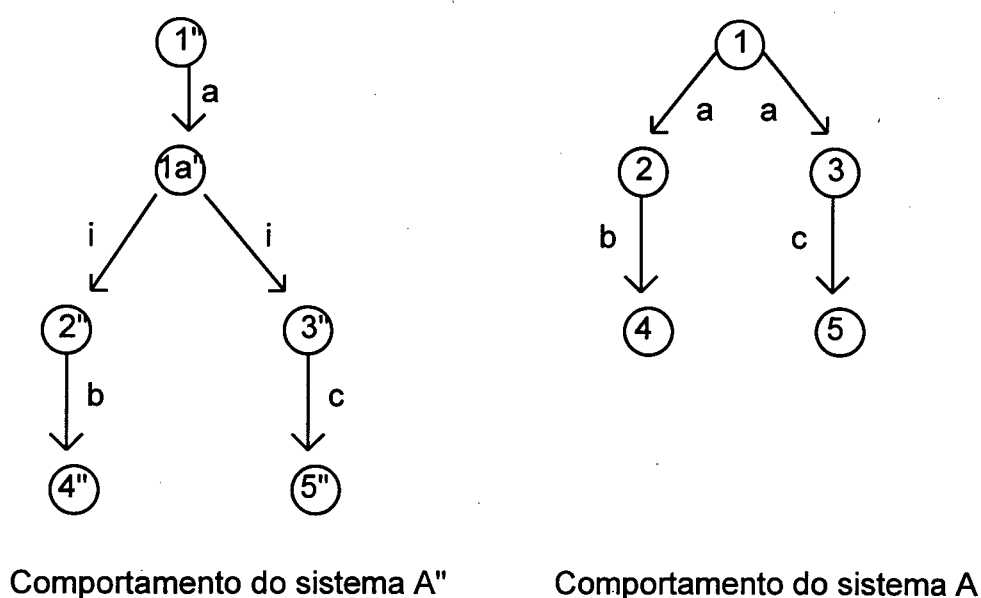 1"
a
1a"
i
i
2"
3"
b
c
4"
5"
Comportamento do sistema A"
1
a
a
2
3
b
c
4
5
Comportamento do sistema A